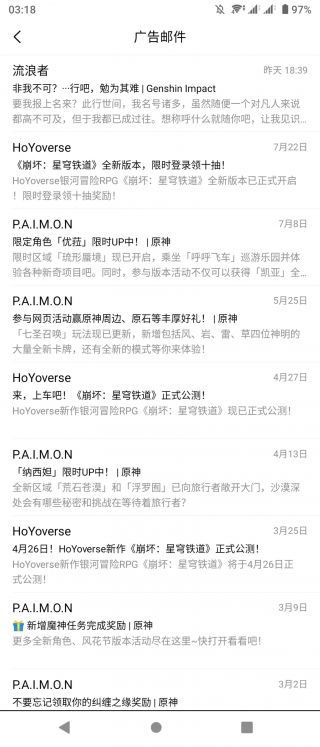 03:18
97%
广告邮件
流浪者
昨天 18:39
非我不可？…行吧，勉为其难 | Genshin Impact
要我报上名来？此行世间，我名号诸多，虽然随便一个对凡人来说
都高不可及，但于我都已成过往。想称呼什么就随你吧，让我见识...
HoYoverse
7月22日
《崩坏：星穹铁道》全新版本，限时登录领十抽！
HoYoverse银河冒险RPG《崩坏：星穹铁道》全新版本已正式开启
！限时登录领十抽奖励！
P.A.I.M.O.N
7月8日
限定角色「优菈」限时UP中！ | 原神
限时区域「琉形蜃境」现已开启，乘坐「呼呼飞车」巡游乐园并体
验各种新奇项目吧。同时，参与版本活动不仅可以获得「凯亚」全...
P.A.I.M.O.N
5月25日
参与网页活动赢原神周边、原石等丰厚好礼！ | 原神
「七圣召唤」玩法现已更新，新增包括风、岩、雷、草四位神明的
大量全新卡牌，还有全新的模式等你来体验！
HoYoverse
4月27日
来，上车吧！《崩坏：星穹铁道》正式公测！
HoYoverse新作银河冒险RPG《崩坏：星穹铁道》现已正式公测！
P.A.I.M.O.N
4月13日
「纳西妲」限时UP中！ | 原神
全新区域「荒石苍漠」和「浮罗囿」已向旅行者敞开大门，沙漠深
处会有哪些秘密和挑战在等待着旅行者？
HoYoverse
3月25日
4月26日！HoYoverse新作《崩坏：星穹铁道》正式公测！
HoYoverse新作银河冒险RPG《崩坏：星穹铁道》将于4月26日正
式公测！
P.A.I.M.O.N
3月9日
新增魔神任务完成奖励 | 原神
更多全新角色、风花节版本活动尽在这里~快打开看看吧！
P.A.I.M.O.N
3月2日
不要忘记领取你的纠缠之缘奖励 | 原神